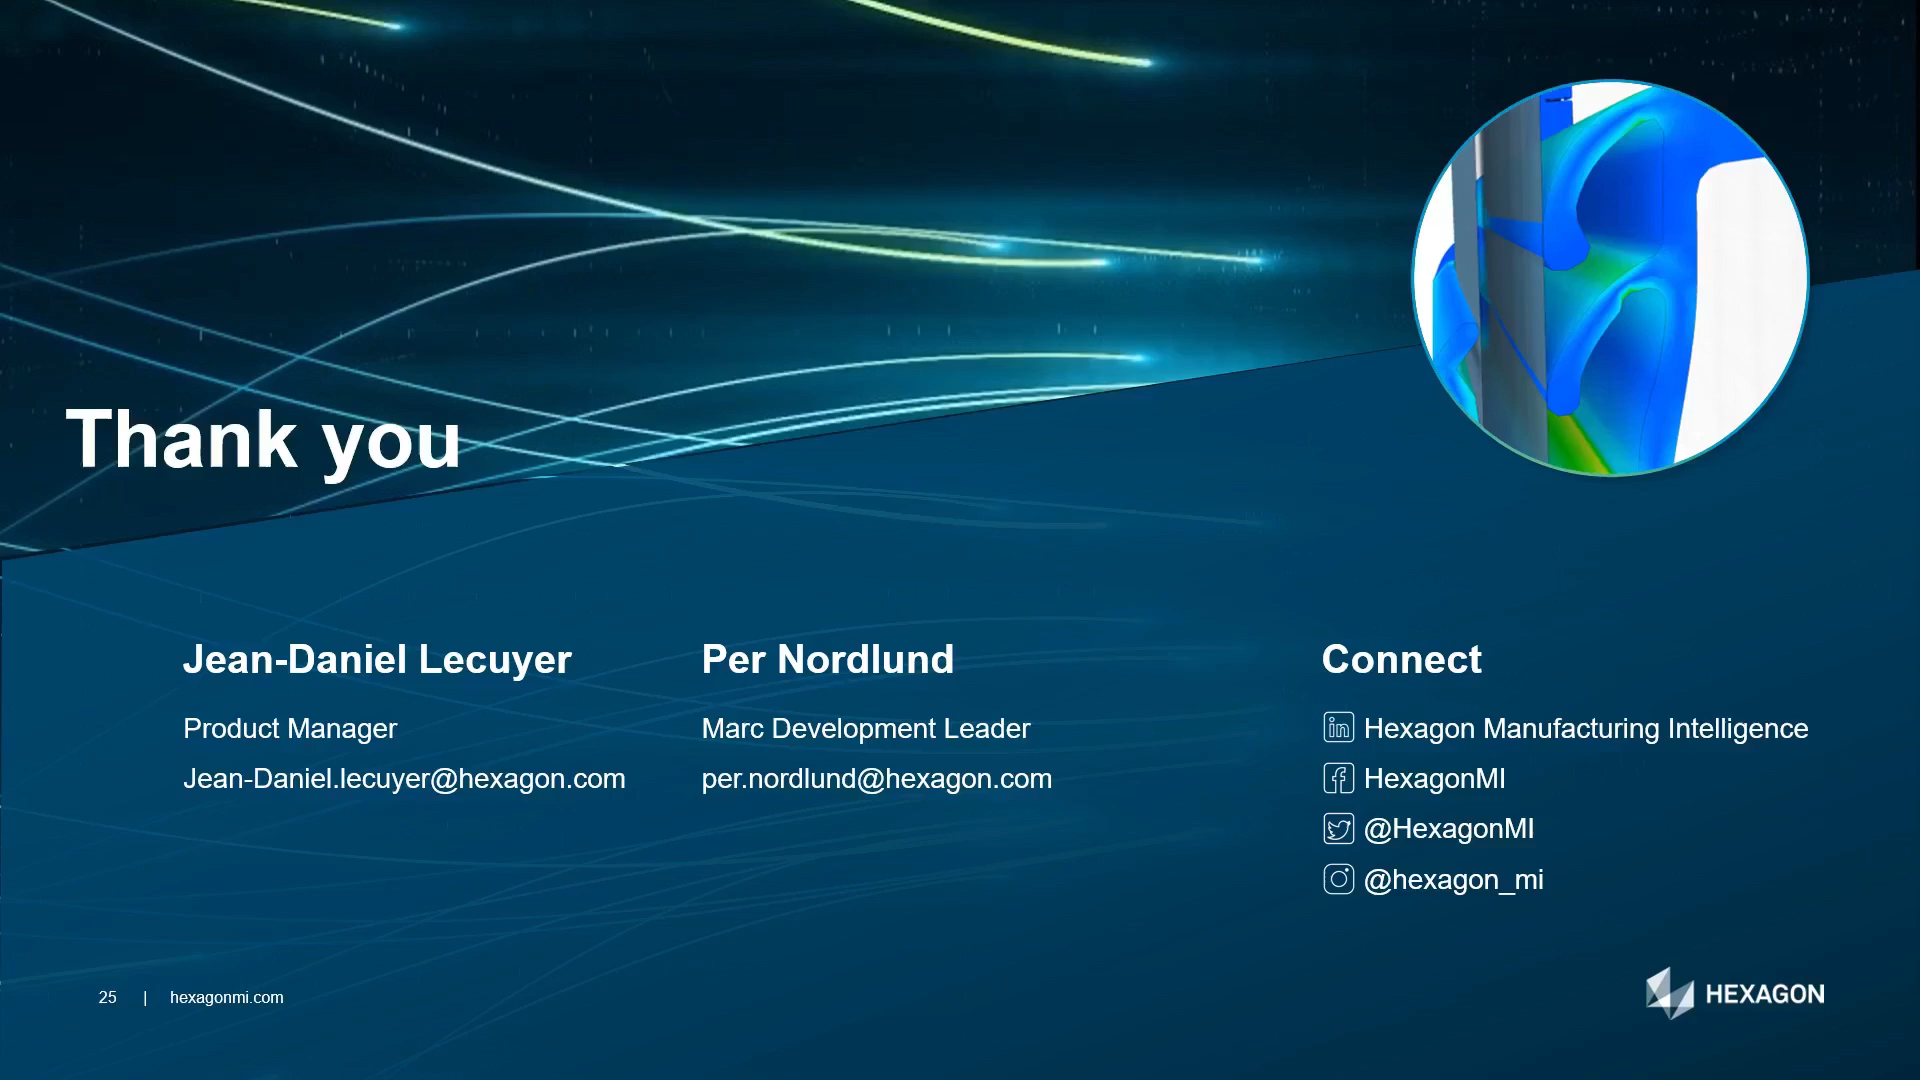 Thank you
Jean-Daniel Lecuyer
Product Manager
Jean-Daniel.lecuyer@hexagon.com
Per Nordlund
Marc Development Leader
per.nordlund@hexagon.com
Connect
Hexagon Manufacturing Intelligence
HexagonMI
@HexagonMI
@hexagon_mi
25 | hexagonmi.com
HEXAGON